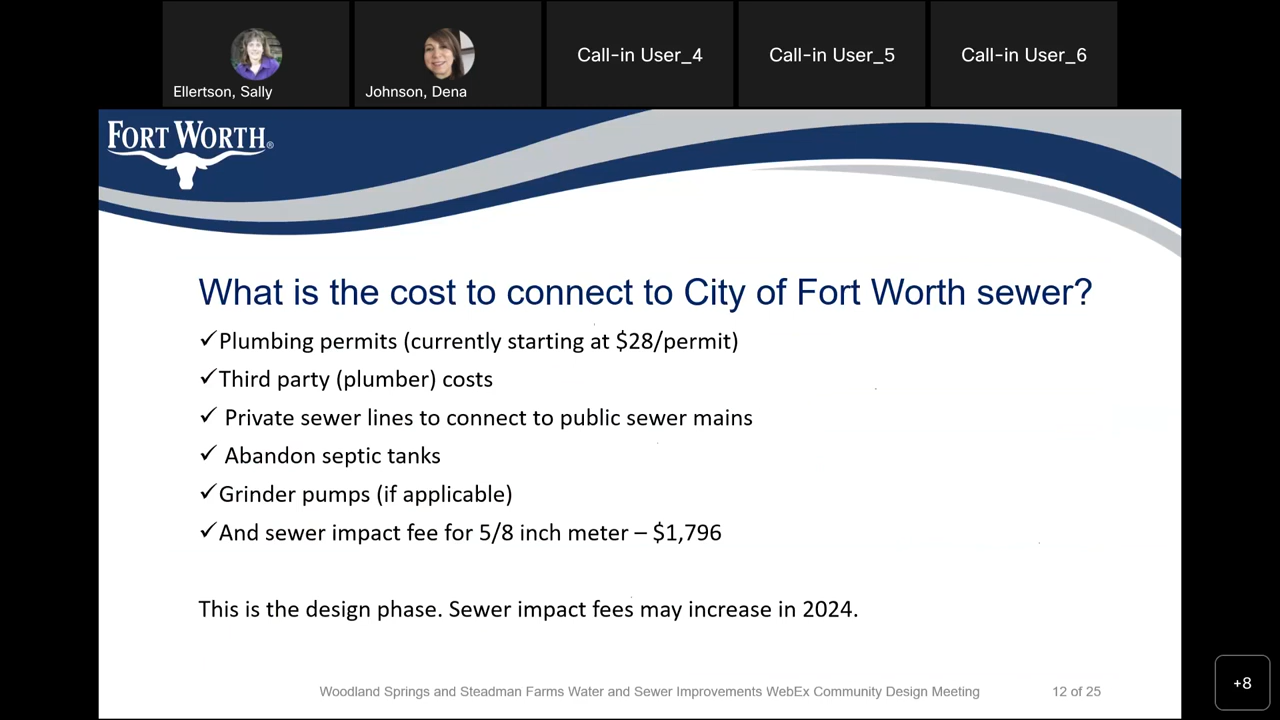 Ellertson, Sally
Johnson, Dena
Call-in User_4
Call-in User_5
Call-in User_6
FORT WORTH®
What is the cost to connect to City of Fort Worth sewer?
✓Plumbing permits (currently starting at $28/permit)
✓Third party (plumber) costs
✓ Private sewer lines to connect to public sewer mains
✓ Abandon septic tanks
✓Grinder pumps (if applicable)
✓And sewer impact fee for 5/8 inch meter – $1,796
This is the design phase. Sewer impact fees may increase in 2024.
Woodland Springs and Steadman Farms Water and Sewer Improvements WebEx Community Design Meeting
12 of 25
+8